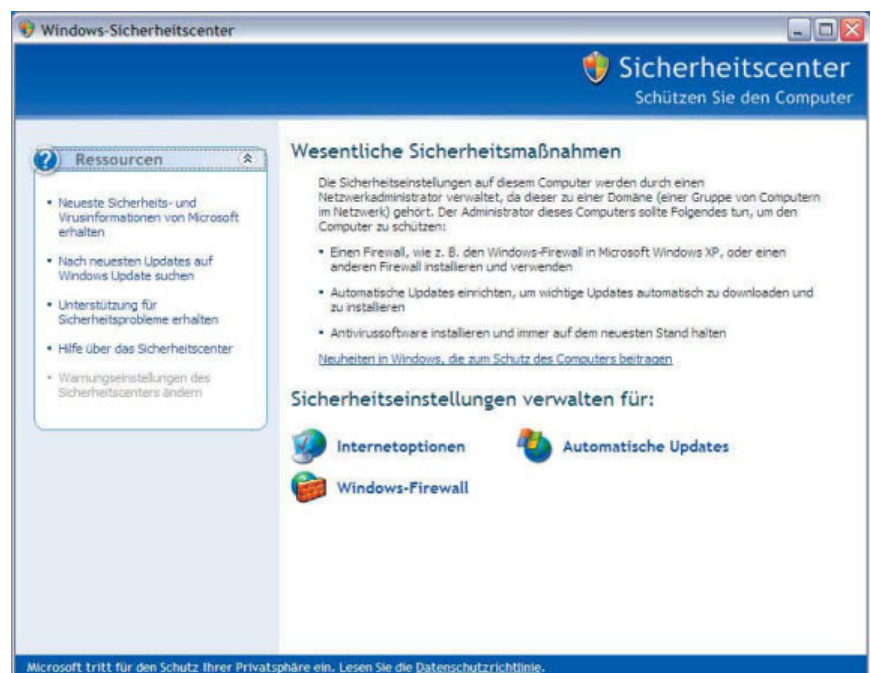 Windows-Sicherheitscenter
Sicherheitscenter
Schützen Sie den Computer
Ressourcen
• Neueste Sicherheits- und
Virusinformationen von Microsoft
erhalten
• Nach neuesten Updates auf
Windows Update suchen
• Unterstützung für
Sicherheitsprobleme erhalten
• Hilfe über das Sicherheitscenter
• Warnungseinstellungen des
Sicherheitscenters ändern
Wesentliche Sicherheitsmaßnahmen
Die Sicherheitseinstellungen auf diesem Computer werden durch einen
Netzwerkadministrator verwaltet, da dieser zu einer Domäne (einer Gruppe von Computern
im Netzwerk) gehört. Der Administrator dieses Computers sollte Folgendes tun, um den
Computer zu schützen:
• Einen Firewall, wie z. B. den Windows-Firewall in Microsoft Windows XP, oder einen
anderen Firewall installieren und verwenden
• Automatische Updates einrichten, um wichtige Updates automatisch zu downloaden und
zu installieren
• Antivirussoftware installieren und immer auf dem neuesten Stand halten
Neuheiten in Windows, die zum Schutz des Computers beitragen
Sicherheitseinstellungen verwalten für:
Internetoptionen
Automatische Updates
Windows-Firewall
Microsoft tritt für den Schutz Ihrer Privatsphäre ein. Lesen Sie die Datenschutzrichtlinie.